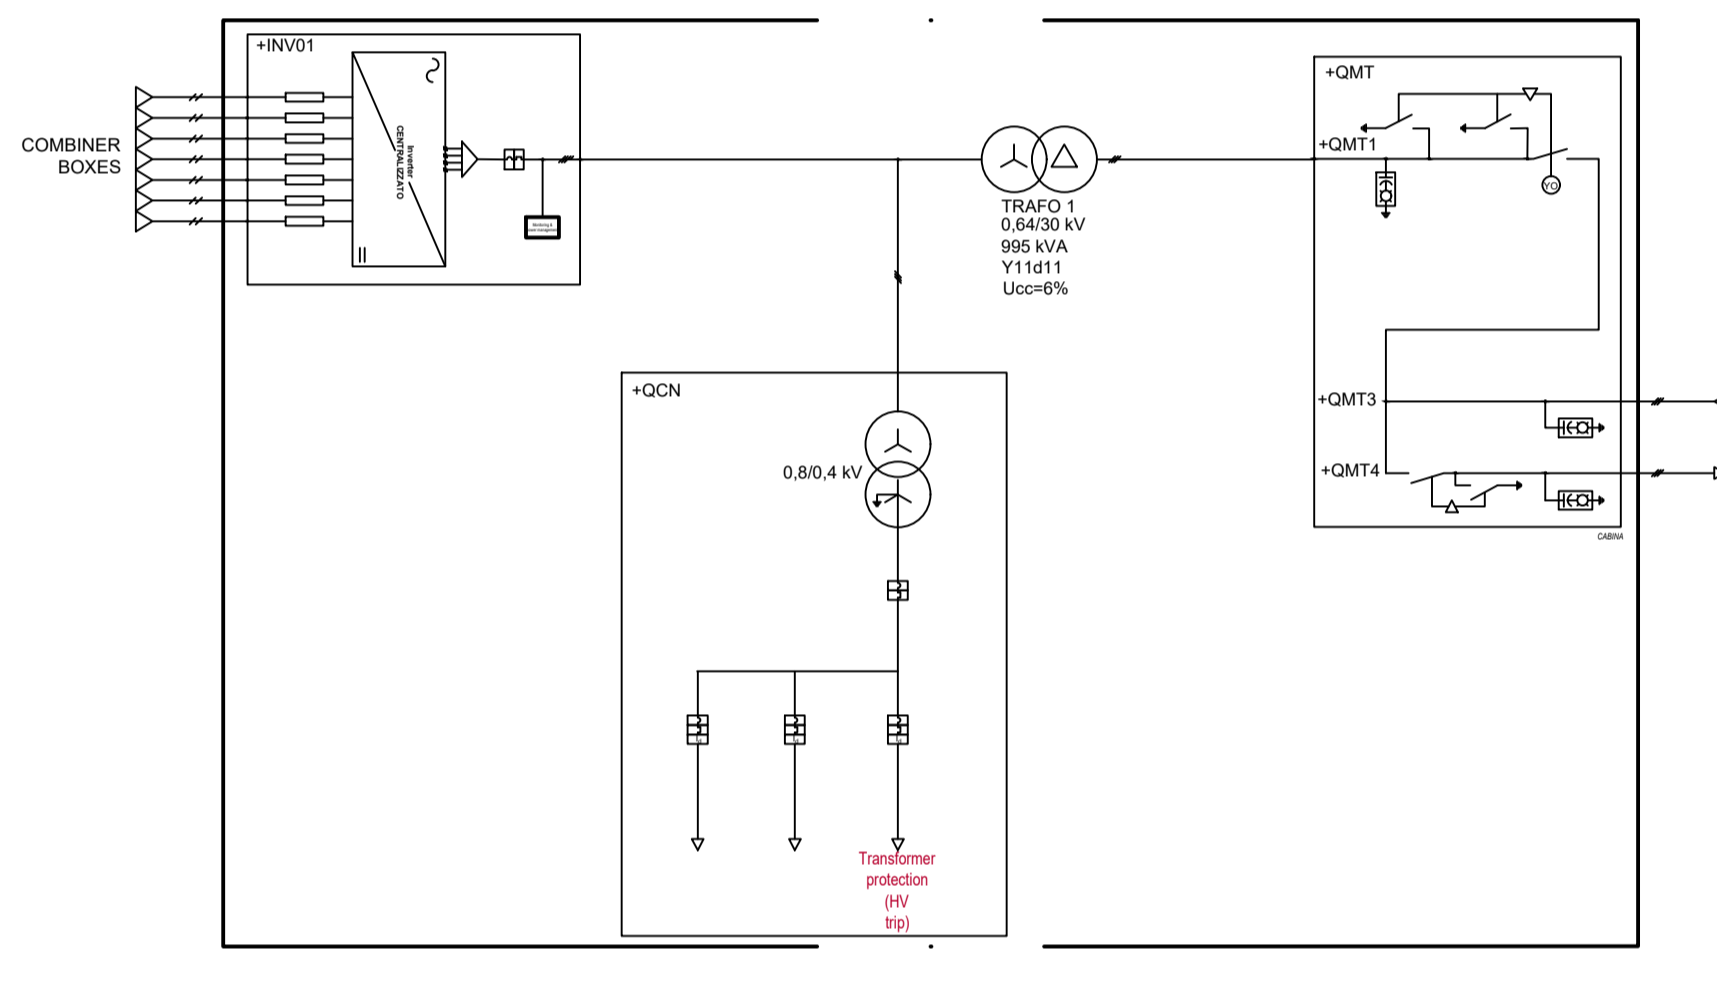 +INV01
COMBINER
BOXES
Inverter
CENTRALIZZATO
+QMT
+QMT1
YO
TRAFO 1
0,64/30 kV
995 kVA
Y11d11
Ucc=6%
+QCN
0,8/0,4 kV
+QMT3
+QMT4
CABINA
Transformer
protection
(HV
trip)